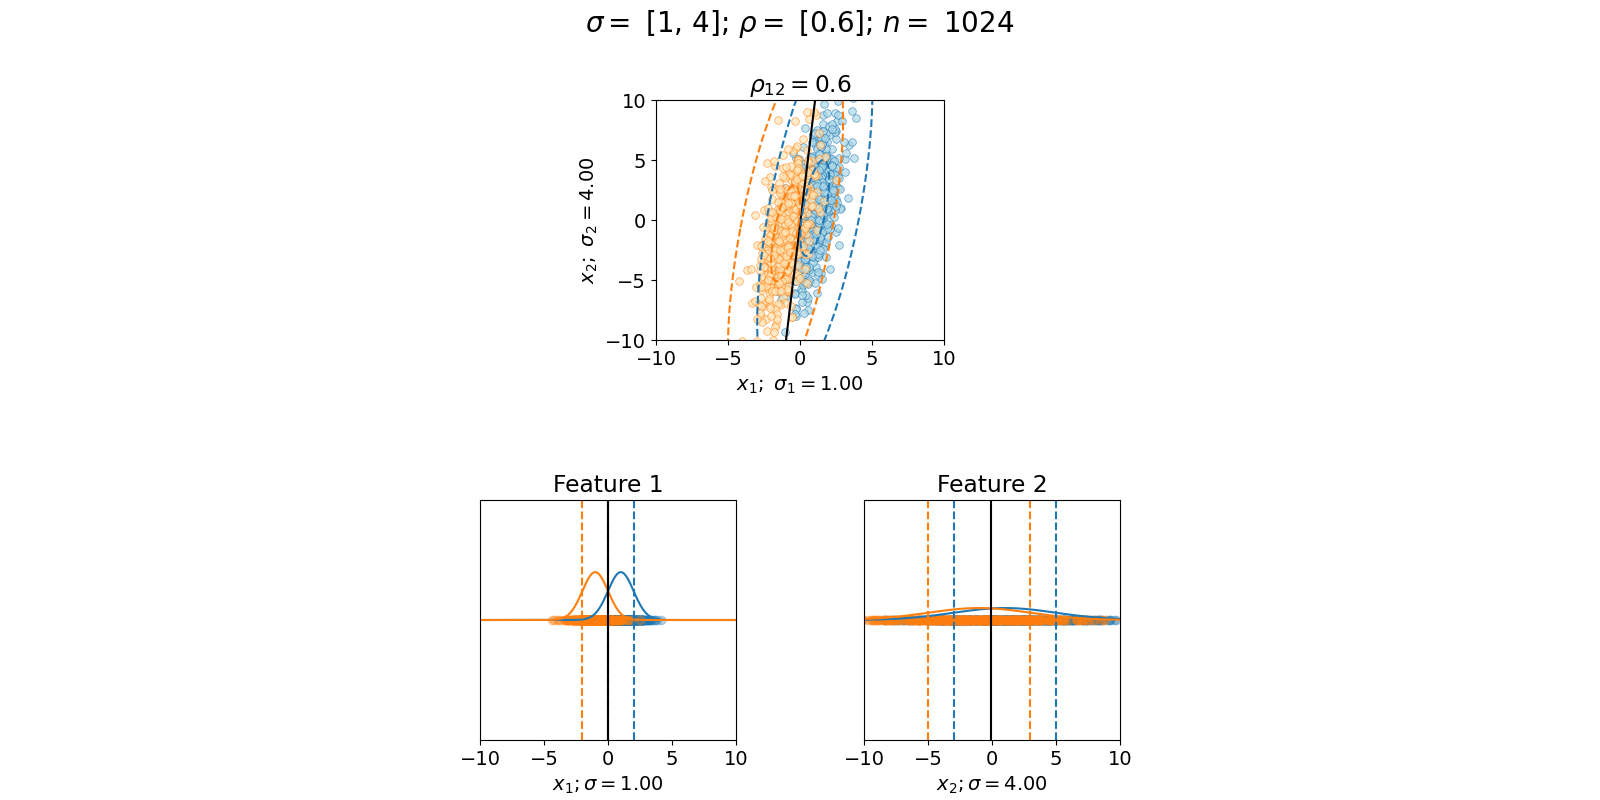 σ = [1, 4]; ρ = [0.6]; n = 1024
ρ₁₂ = 0.6
10
5
0
−5
−10
x₂; σ₂ = 4.00
−10 −5 0 5 10
x₁; σ₁ = 1.00
Feature 1
−10 −5 0 5 10
x₁; σ = 1.00
Feature 2
−10 −5 0 5 10
x₂; σ = 4.00